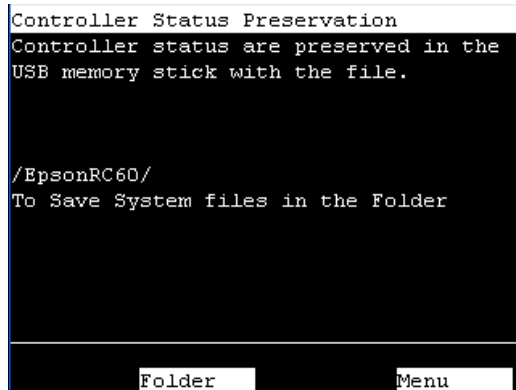 Controller Status Preservation
Controller status are preserved in the
USB memory stick with the file.
/EpsonRC60/
To Save System files in the Folder
Folder Menu